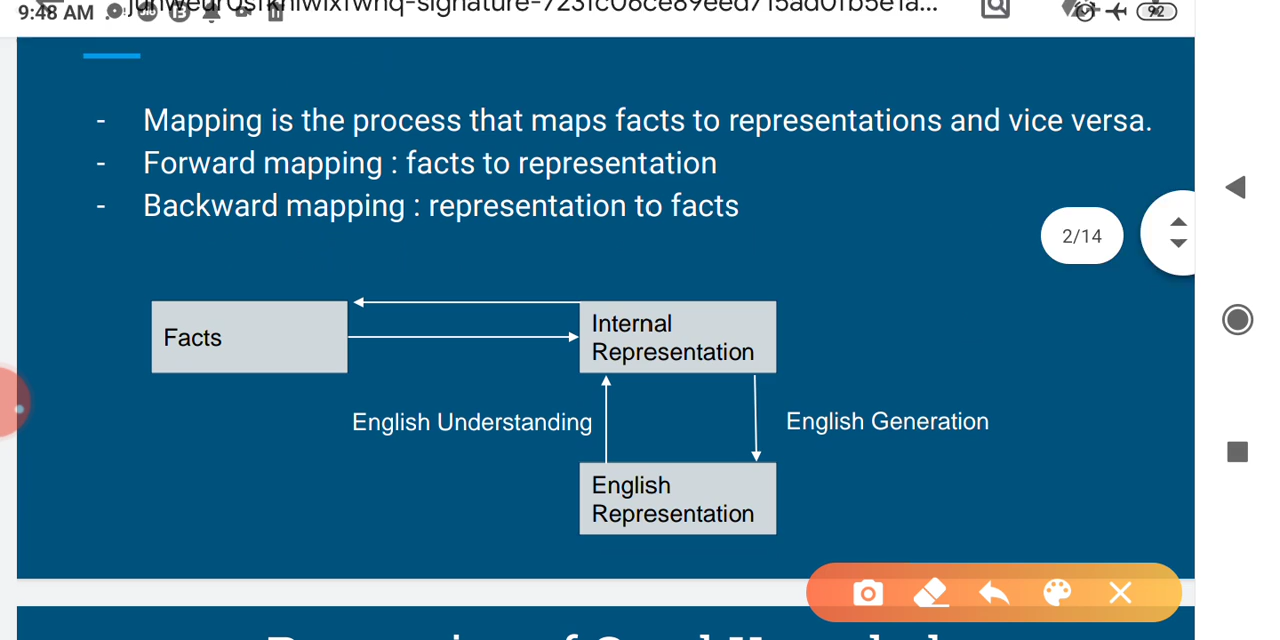 9:48 AM
92
- Mapping is the process that maps facts to representations and vice versa.
- Forward mapping : facts to representation
- Backward mapping : representation to facts
2/14
Facts
Internal
Representation
English Understanding
English Generation
English
Representation